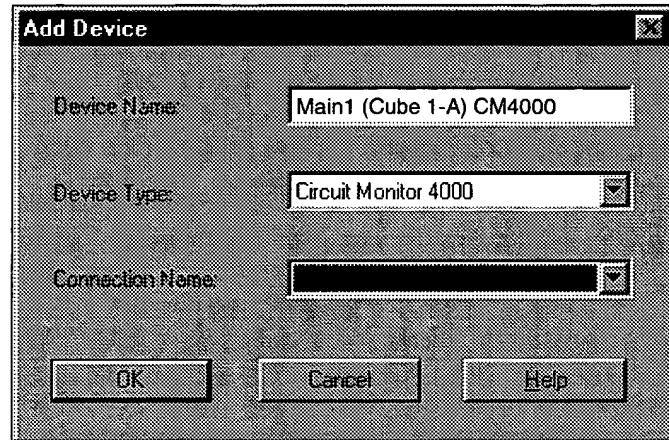 Add Device
Device Name: Main1 (Cube 1-A) CM4000
Device Type: Circuit Monitor 4000
Connection Name:
OK Cancel Help